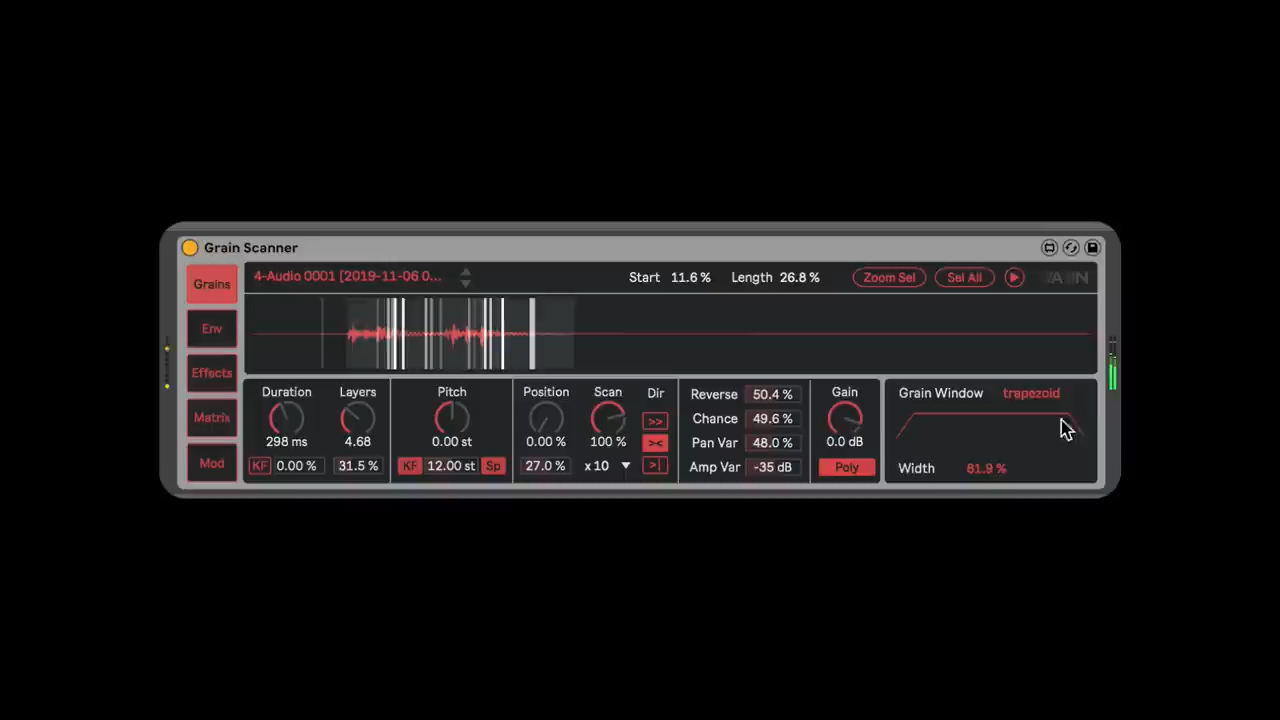 Grain Scanner
Grains
4-Audio 0001 [2019-11-06 0... Start 11.6 % Length 26.8 % Zoom Sel Sel All
Env
Effects
Matrix
Mod
Duration Layers Pitch Position Scan Dir Reverse 50.4 % Gain Grain Window trapezoid
>>
Chance 49.6 %
298 ms 4.68 0.00 st 0.00 % 100 % >< Pan Var 48.0 % 0.0 dB
KF 0.00 % 31.5 % KF 12.00 st Sp 27.0 % x10 >| Amp Var -35 dB Poly Width 81.9 %